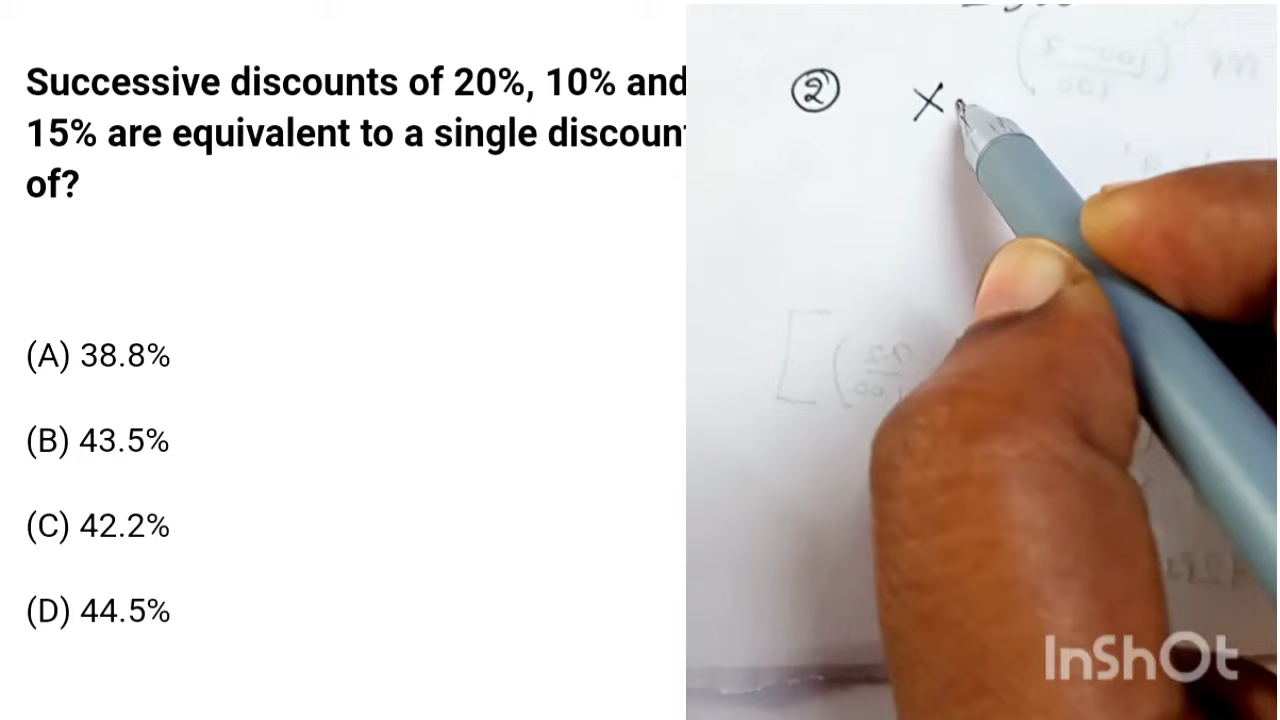 Successive discounts of 20%, 10% and
15% are equivalent to a single discoun
of?
(A) 38.8%
(B) 43.5%
(C) 42.2%
(D) 44.5%
② X
InShOt